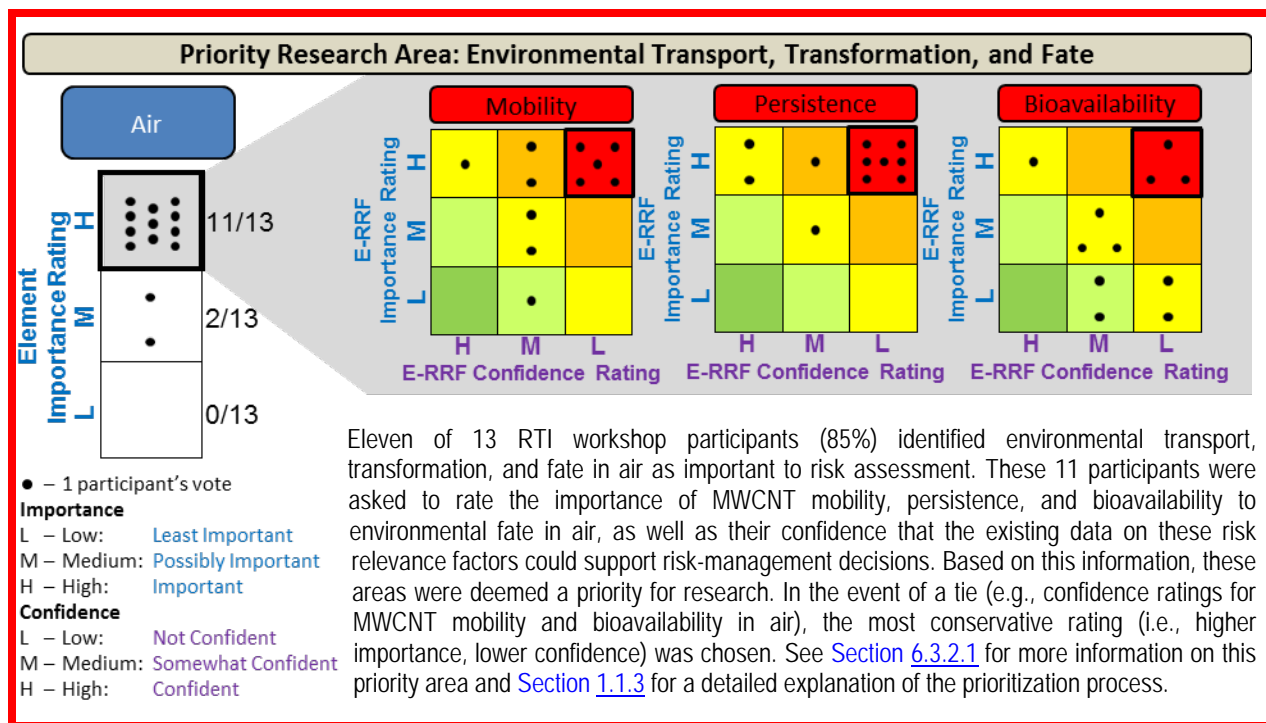 Priority Research Area: Environmental Transport, Transformation, and Fate
Air
Element
Importance Rating
H
M
L
11/13
2/13
0/13
Mobility
E-RRF
Importance Rating
H
M
L
H M L
E-RRF Confidence Rating
Persistence
E-RRF
Importance Rating
H
M
L
H M L
E-RRF Confidence Rating
Bioavailability
E-RRF
Importance Rating
H
M
L
H M L
E-RRF Confidence Rating
● – 1 participant's vote
Importance
L – Low: Least Important
M – Medium: Possibly Important
H – High: Important
Confidence
L – Low: Not Confident
M – Medium: Somewhat Confident
H – High: Confident
Eleven of 13 RTI workshop participants (85%) identified environmental transport,
transformation, and fate in air as important to risk assessment. These 11 participants were
asked to rate the importance of MWCNT mobility, persistence, and bioavailability to
environmental fate in air, as well as their confidence that the existing data on these risk
relevance factors could support risk-management decisions. Based on this information, these
areas were deemed a priority for research. In the event of a tie (e.g., confidence ratings for
MWCNT mobility and bioavailability in air), the most conservative rating (i.e., higher
importance, lower confidence) was chosen. See Section 6.3.2.1 for more information on this
priority area and Section 1.1.3 for a detailed explanation of the prioritization process.